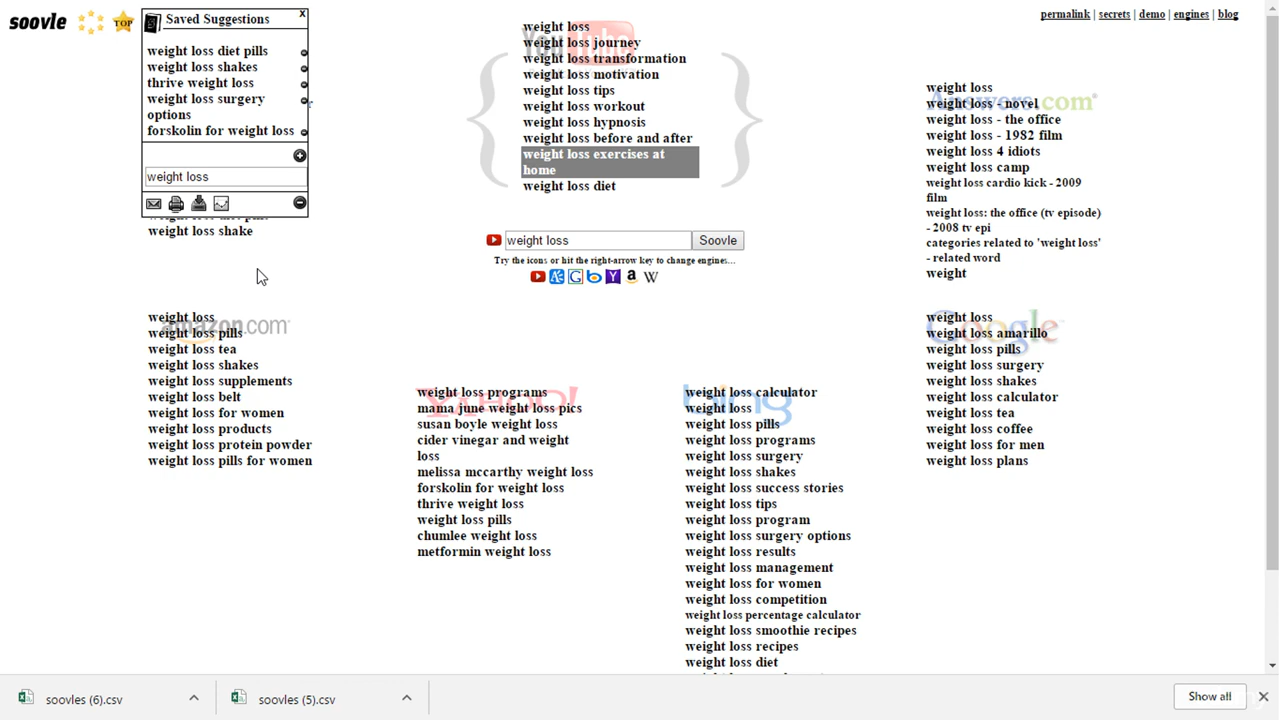 soovle
TOP
Saved Suggestions
x
weight loss diet pills
weight loss shakes
thrive weight loss
weight loss surgery
options
forskolin for weight loss
weight loss
weight loss diet pills
weight loss shake
YouTube
weight loss
weight loss journey
weight loss transformation
weight loss motivation
weight loss tips
weight loss workout
weight loss hypnosis
weight loss before and after
weight loss exercises at
home
weight loss diet
permalink | secrets | demo | engines | blog
Answers.com
weight loss
weight loss - novel
weight loss - the office
weight loss - 1982 film
weight loss 4 idiots
weight loss camp
weight loss cardio kick - 2009
film
weight loss: the office (tv episode)
- 2008 tv epi
categories related to 'weight loss'
- related word
weight
weight loss
Soovle
Try the icons or hit the right-arrow key to change engines...
amazon.com
weight loss
weight loss pills
weight loss tea
weight loss shakes
weight loss supplements
weight loss belt
weight loss for women
weight loss products
weight loss protein powder
weight loss pills for women
YAHOO!
weight loss programs
mama june weight loss pics
susan boyle weight loss
cider vinegar and weight
loss
melissa mccarthy weight loss
forskolin for weight loss
thrive weight loss
weight loss pills
chumlee weight loss
metformin weight loss
bing
weight loss calculator
weight loss
weight loss pills
weight loss programs
weight loss surgery
weight loss shakes
weight loss success stories
weight loss tips
weight loss program
weight loss surgery options
weight loss results
weight loss management
weight loss for women
weight loss competition
weight loss percentage calculator
weight loss smoothie recipes
weight loss recipes
weight loss diet
Google
weight loss
weight loss amarillo
weight loss pills
weight loss surgery
weight loss shakes
weight loss calculator
weight loss tea
weight loss coffee
weight loss for men
weight loss plans
soovles (6).csv
soovles (5).csv
Show all